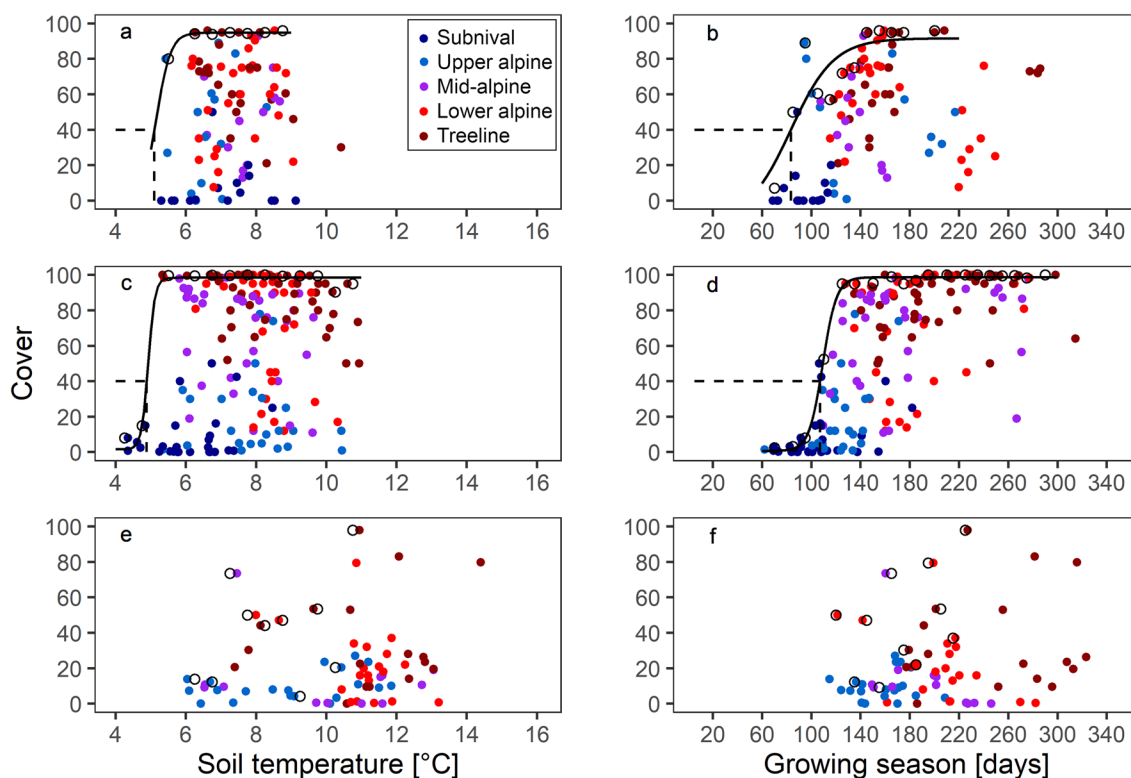 a
Subnival
Upper alpine
Mid-alpine
Lower alpine
Treeline
100
80
60
40
20
0
4 6 8 10 12 14 16
b
100
80
60
40
20
0
20 60 100 140 180 220 260 300 340
Cover
c
100
80
60
40
20
0
4 6 8 10 12 14 16
d
100
80
60
40
20
0
20 60 100 140 180 220 260 300 340
e
100
80
60
40
20
0
4 6 8 10 12 14 16
Soil temperature [°C]
f
100
80
60
40
20
0
20 60 100 140 180 220 260 300 340
Growing season [days]